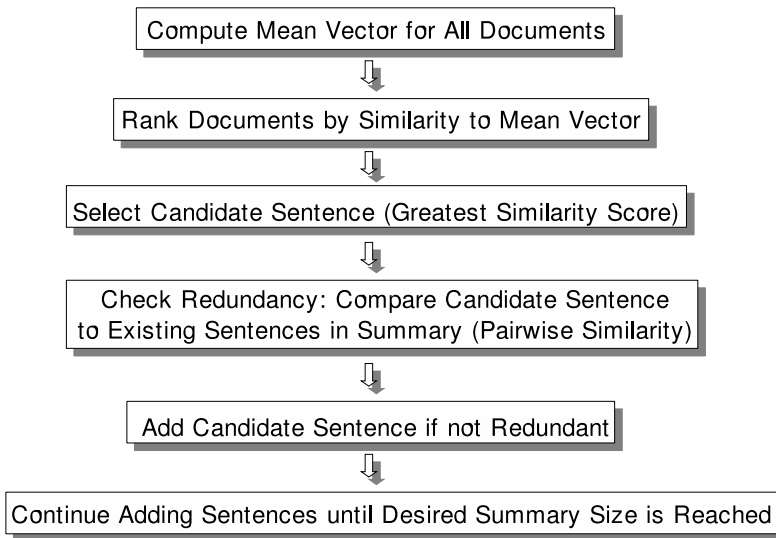 Compute Mean Vector for All Documents
Rank Documents by Similarity to Mean Vector
Select Candidate Sentence (Greatest Similarity Score)
Check Redundancy: Compare Candidate Sentence
to Existing Sentences in Summary (Pairwise Similarity)
Add Candidate Sentence if not Redundant
Continue Adding Sentences until Desired Summary Size is Reached